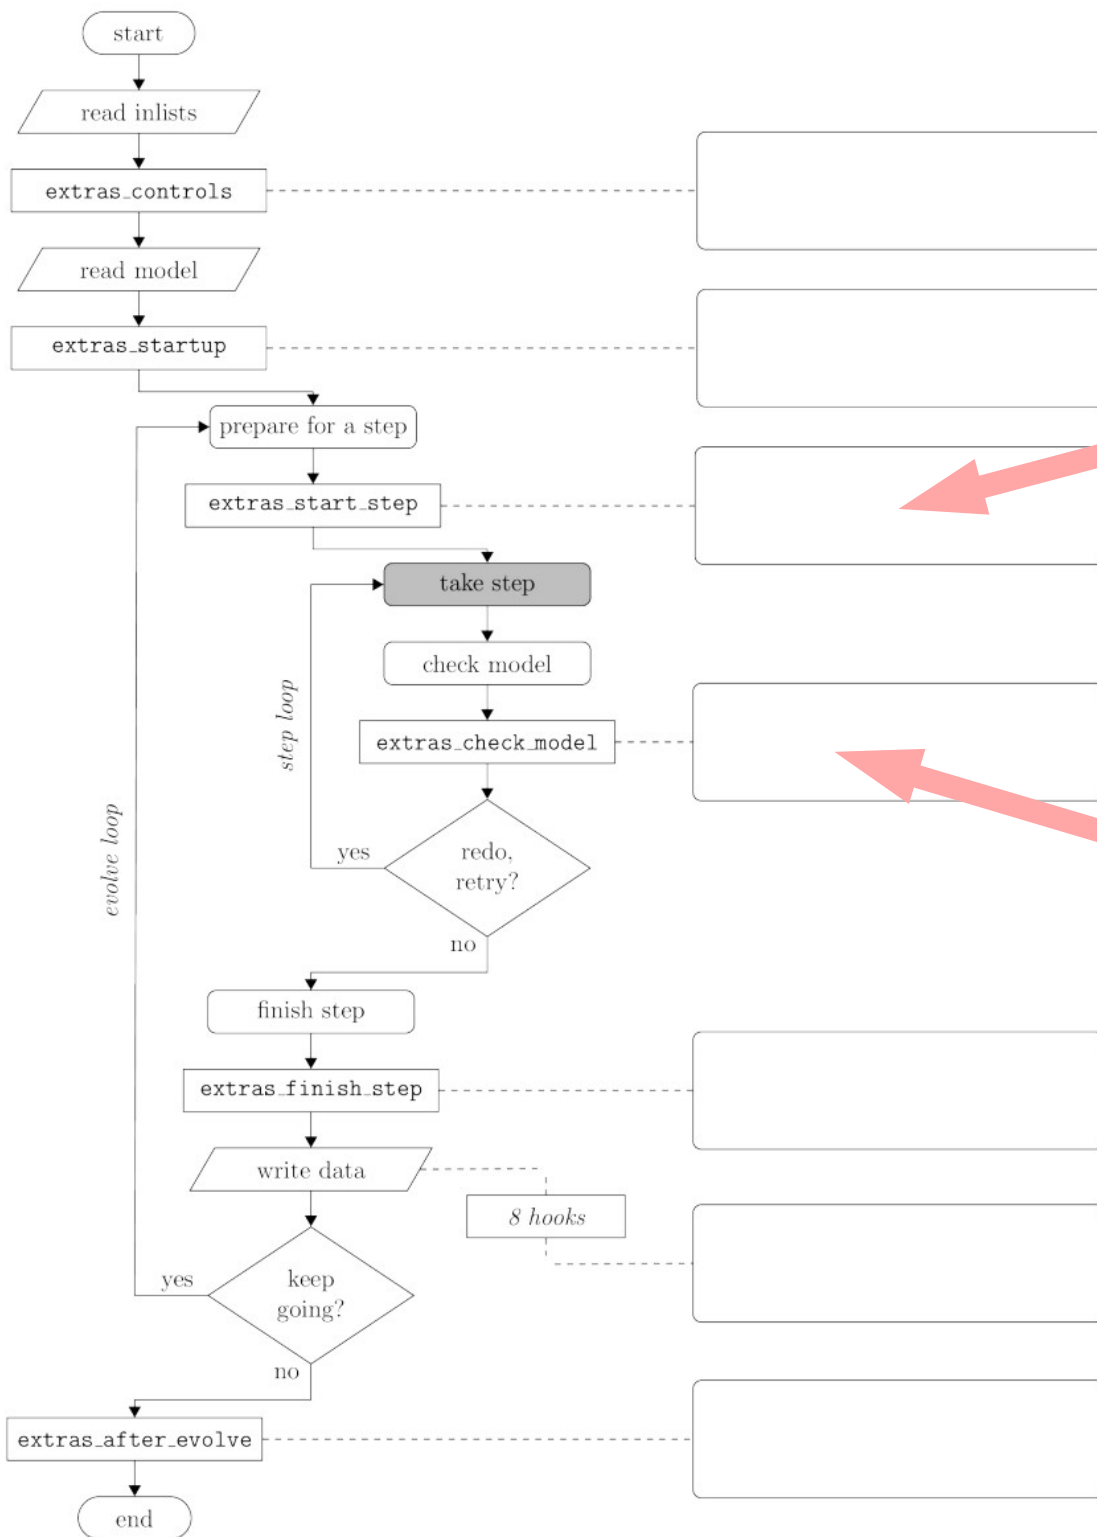 start
read inlists
extras_controls
read model
extras_startup
prepare for a step
extras_start_step
take step
check model
step loop
extras_check_model
evolve loop
yes
redo,
retry?
no
finish step
extras_finish_step
write data
8 hooks
yes
keep
going?
no
extras_after_evolve
end